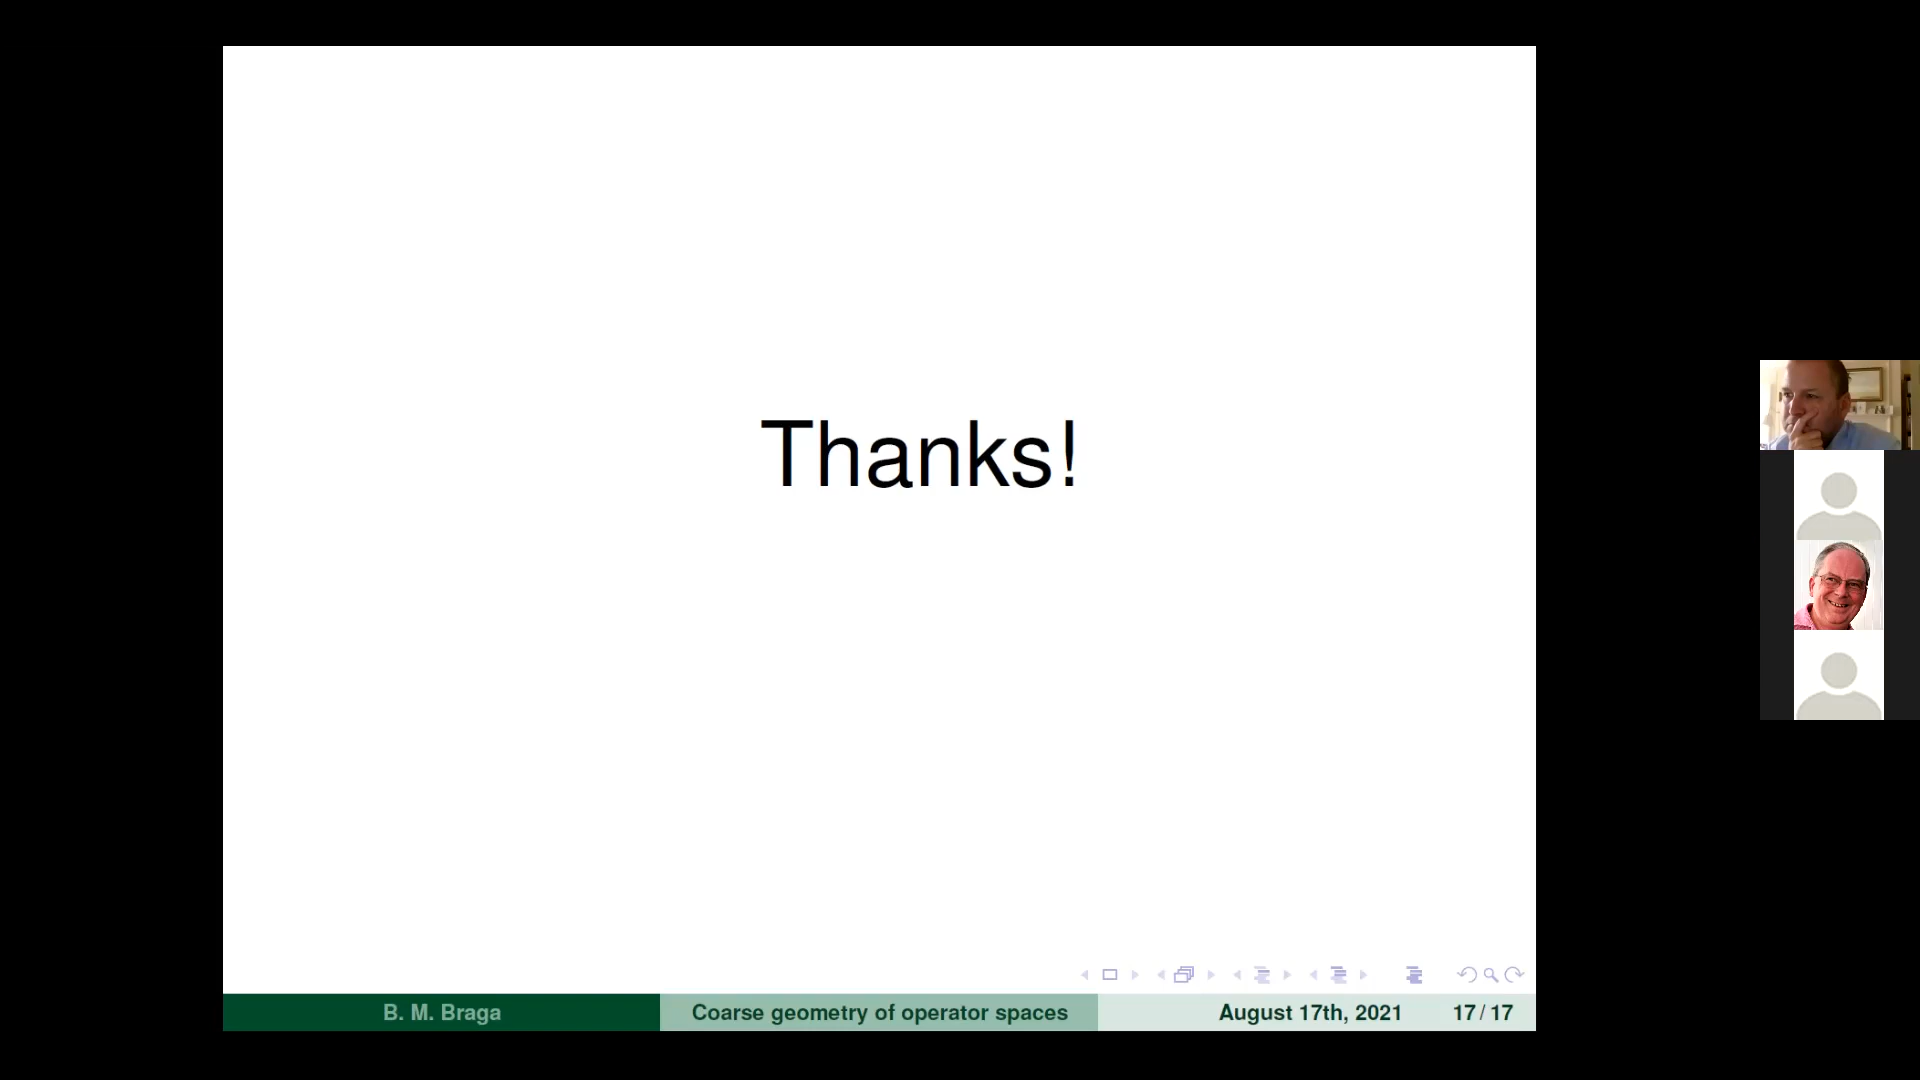 Thanks!
B. M. Braga
Coarse geometry of operator spaces
August 17th, 2021
17 / 17